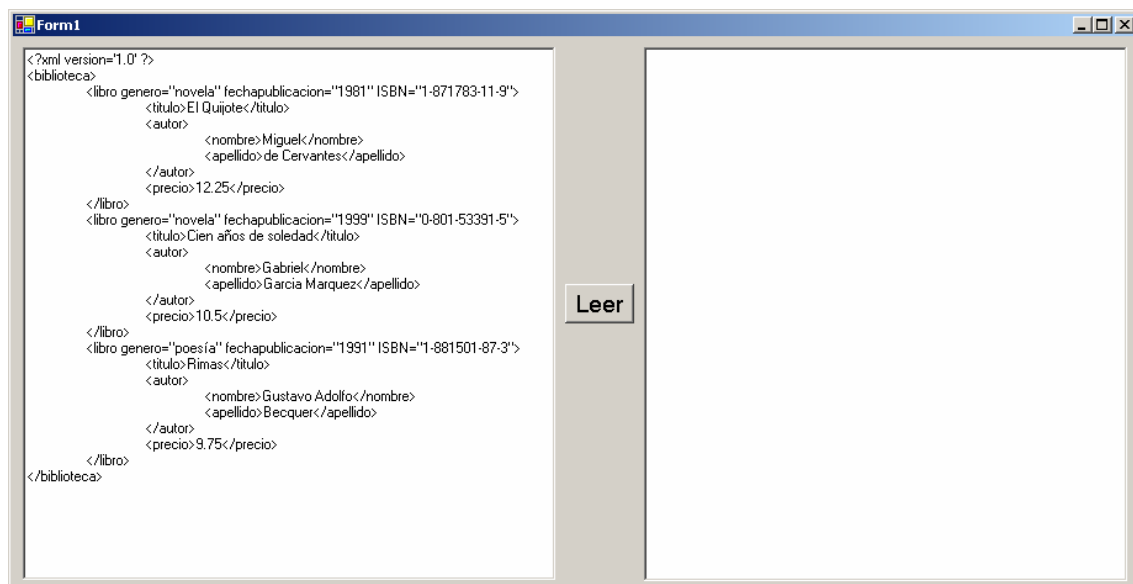 Form1
<?xml version='1.0' ?>
<biblioteca>
<libro genero="novela" fechapublicacion="1981" ISBN="1-871783-11-9">
<titulo>El Quijote</titulo>
<autor>
<nombre>Miguel</nombre>
<apellido>de Cervantes</apellido>
</autor>
<precio>12.25</precio>
</libro>
<libro genero="novela" fechapublicacion="1999" ISBN="0-801-53391-5">
<titulo>Cien años de soledad</titulo>
<autor>
<nombre>Gabriel</nombre>
<apellido>Garcia Marquez</apellido>
</autor>
<precio>10.5</precio>
</libro>
<libro genero="poesía" fechapublicacion="1991" ISBN="1-881501-87-3">
<titulo>Rimas</titulo>
<autor>
<nombre>Gustavo Adolfo</nombre>
<apellido>Becquer</apellido>
</autor>
<precio>9.75</precio>
</libro>
</biblioteca>
Leer